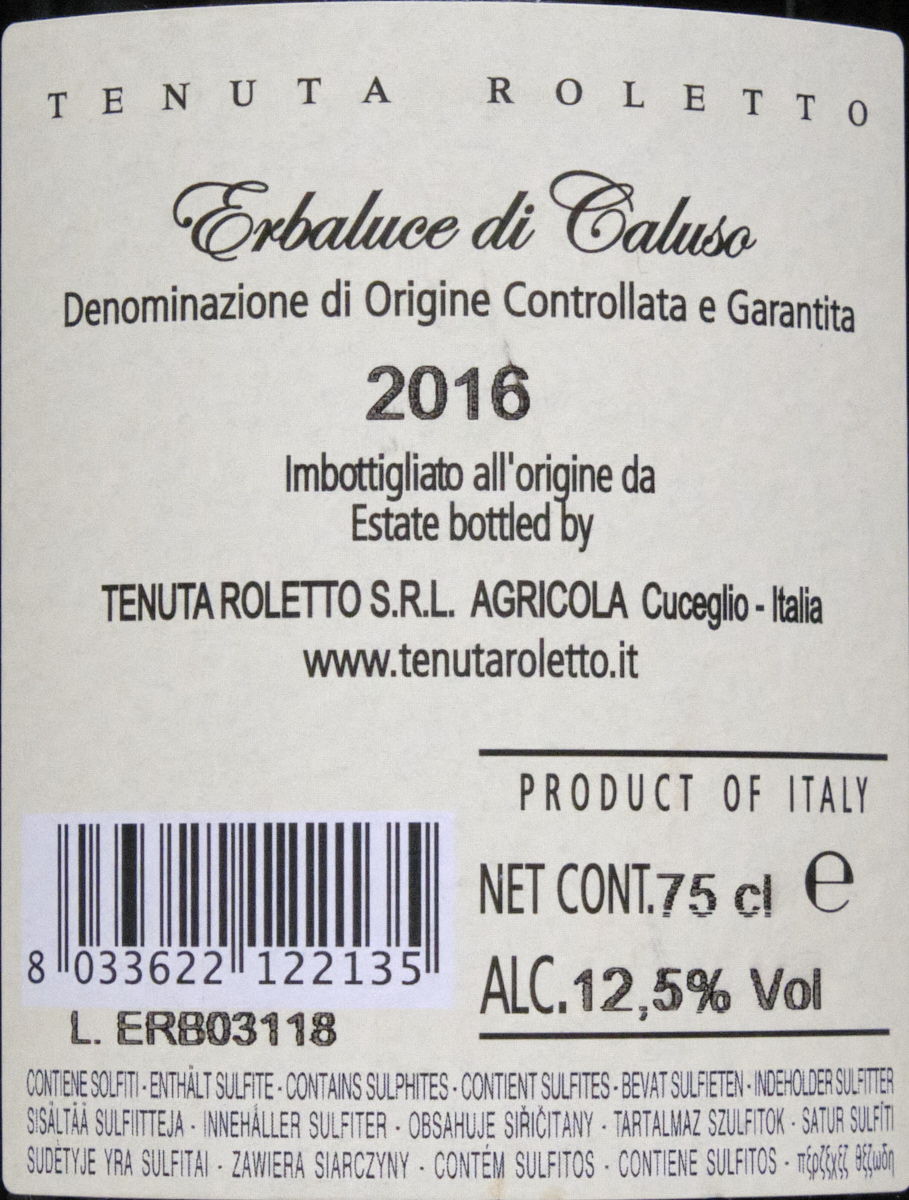 TENUTA ROLETTO
Erbaluce di Caluso
Denominazione di Origine Controllata e Garantita
2016
Imbottigliato all'origine da
Estate bottled by
TENUTA ROLETTO S.R.L. AGRICOLA Cuceglio - Italia
www.tenutaroletto.it
PRODUCT OF ITALY
NET CONT. 75 cl e
ALC. 12,5% Vol
8 033622 122135
L. ERB03118
CONTIENE SOLFITI - ENTHÄLT SULFITE - CONTAINS SULPHITES - CONTIENT SULFITES - BEVAT SULFIETEN - INDEHOLDER SULFITTER
SISÄLTÄÄ SULFIITTEJA - INNEHÅLLER SULFITER - OBSAHUJE SIŘIČITANY - TARTALMAZ SZULFITOK - SATUR SULFĪTI
SUDETYJE YRA SULFITAI - ZAWIERA SIARCZYNY - CONTÉM SULFITOS - CONTIENE SULFITOS -